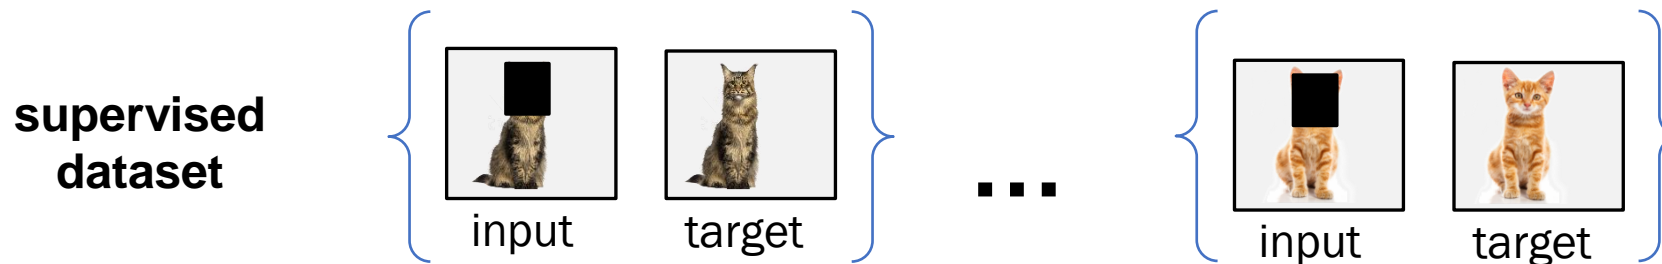 supervised
dataset
input
target
...
input
target